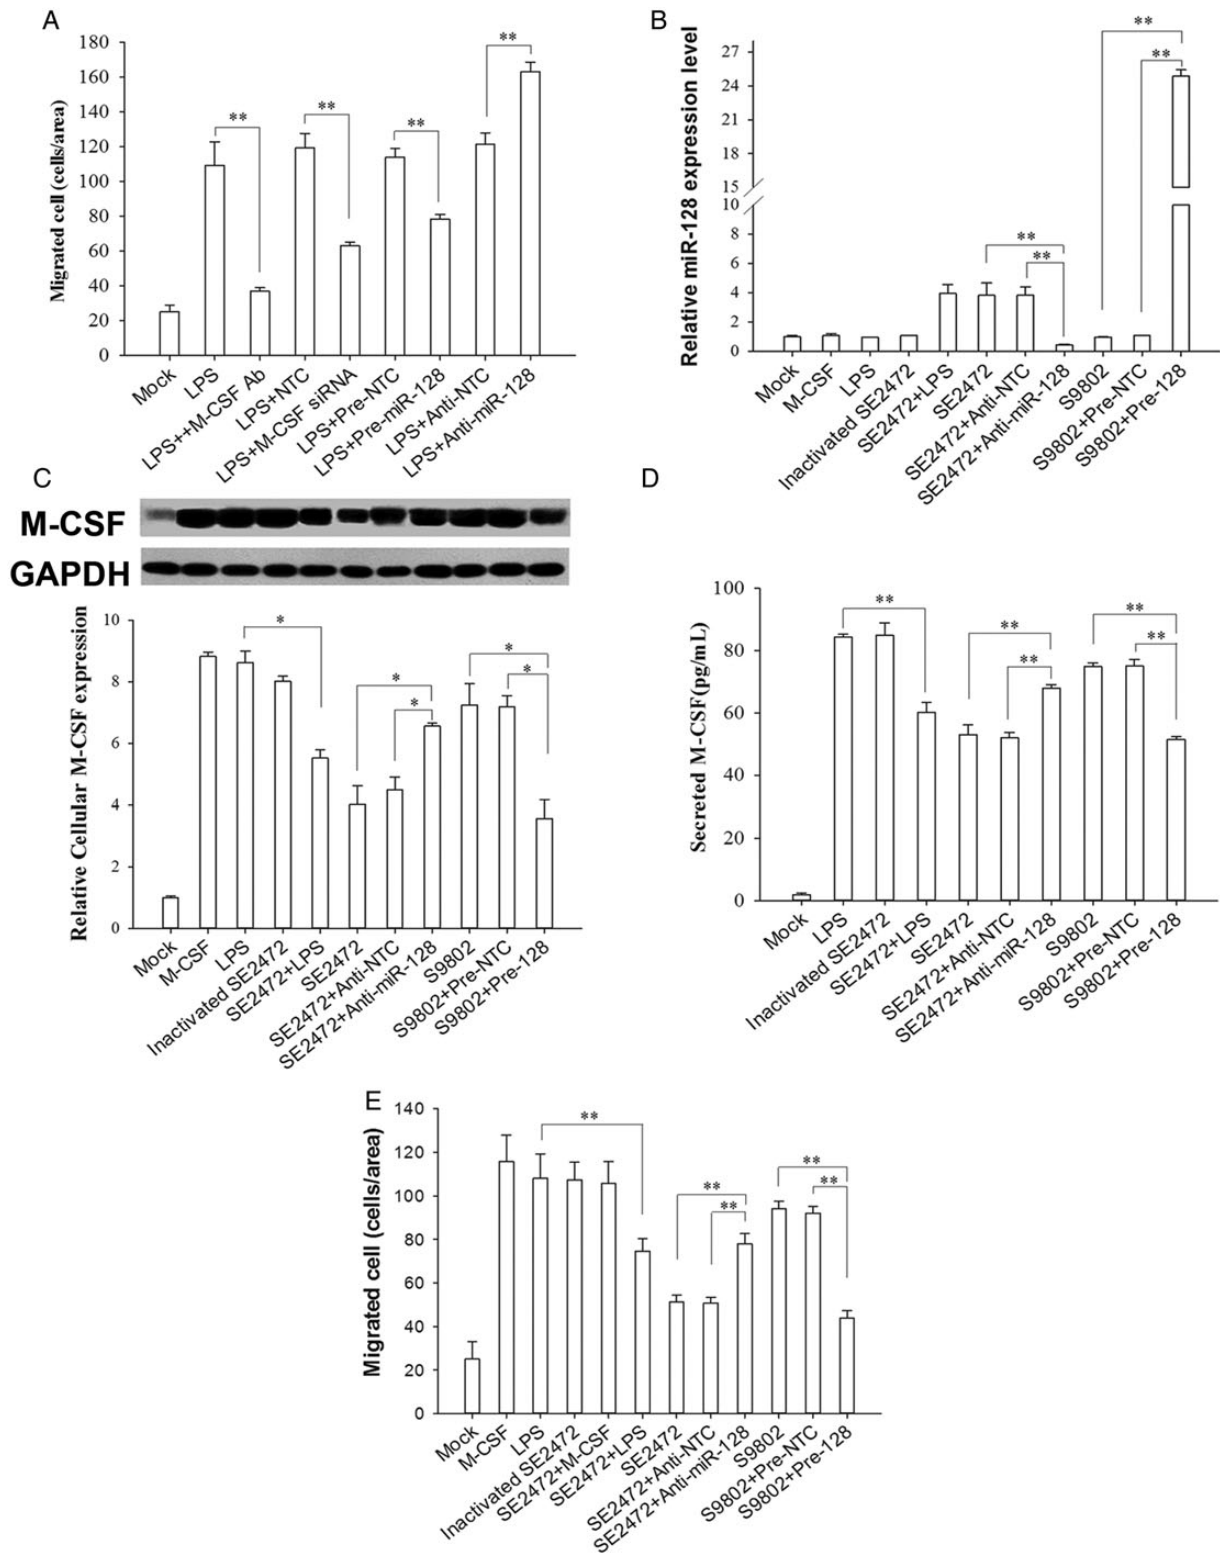 A
Migrated cell (cells/area)
180
160
140
120
100
80
60
40
20
0
**
**
**
**
Mock
LPS
LPS++M-CSF Ab
LPS+NTC
LPS+M-CSF siRNA
LPS+Pre-NTC
LPS+Pre-miR-128
LPS+Anti-NTC
LPS+Anti-miR-128
B
Relative miR-128 expression level
27
24
21
18
15
10
8
6
4
2
0
**
**
**
**
Mock
M-CSF
LPS
Inactivated SE2472
SE2472+LPS
SE2472
SE2472+Anti-NTC
SE2472+Anti-miR-128
S9802
S9802+Pre-NTC
S9802+Pre-128
C
M-CSF
GAPDH
Relative Cellular M-CSF expression
10
8
6
4
2
0
*
*
*
*
*
Mock
M-CSF
LPS
Inactivated SE2472
SE2472+LPS
SE2472
SE2472+Anti-NTC
SE2472+Anti-miR-128
S9802
S9802+Pre-NTC
S9802+Pre-128
D
Secreted M-CSF(pg/mL)
100
80
60
40
20
0
**
**
**
**
**
Mock
LPS
Inactivated SE2472
SE2472+LPS
SE2472
SE2472+Anti-NTC
SE2472+Anti-miR-128
S9802
S9802+Pre-NTC
S9802+Pre-128
E
Migrated cell (cells/area)
140
120
100
80
60
40
20
0
**
**
**
**
**
Mock
M-CSF
LPS
Inactivated SE2472
SE2472+M-CSF
SE2472+LPS
SE2472
SE2472+Anti-NTC
SE2472+Anti-miR-128
S9802
S9802+Pre-NTC
S9802+Pre-128